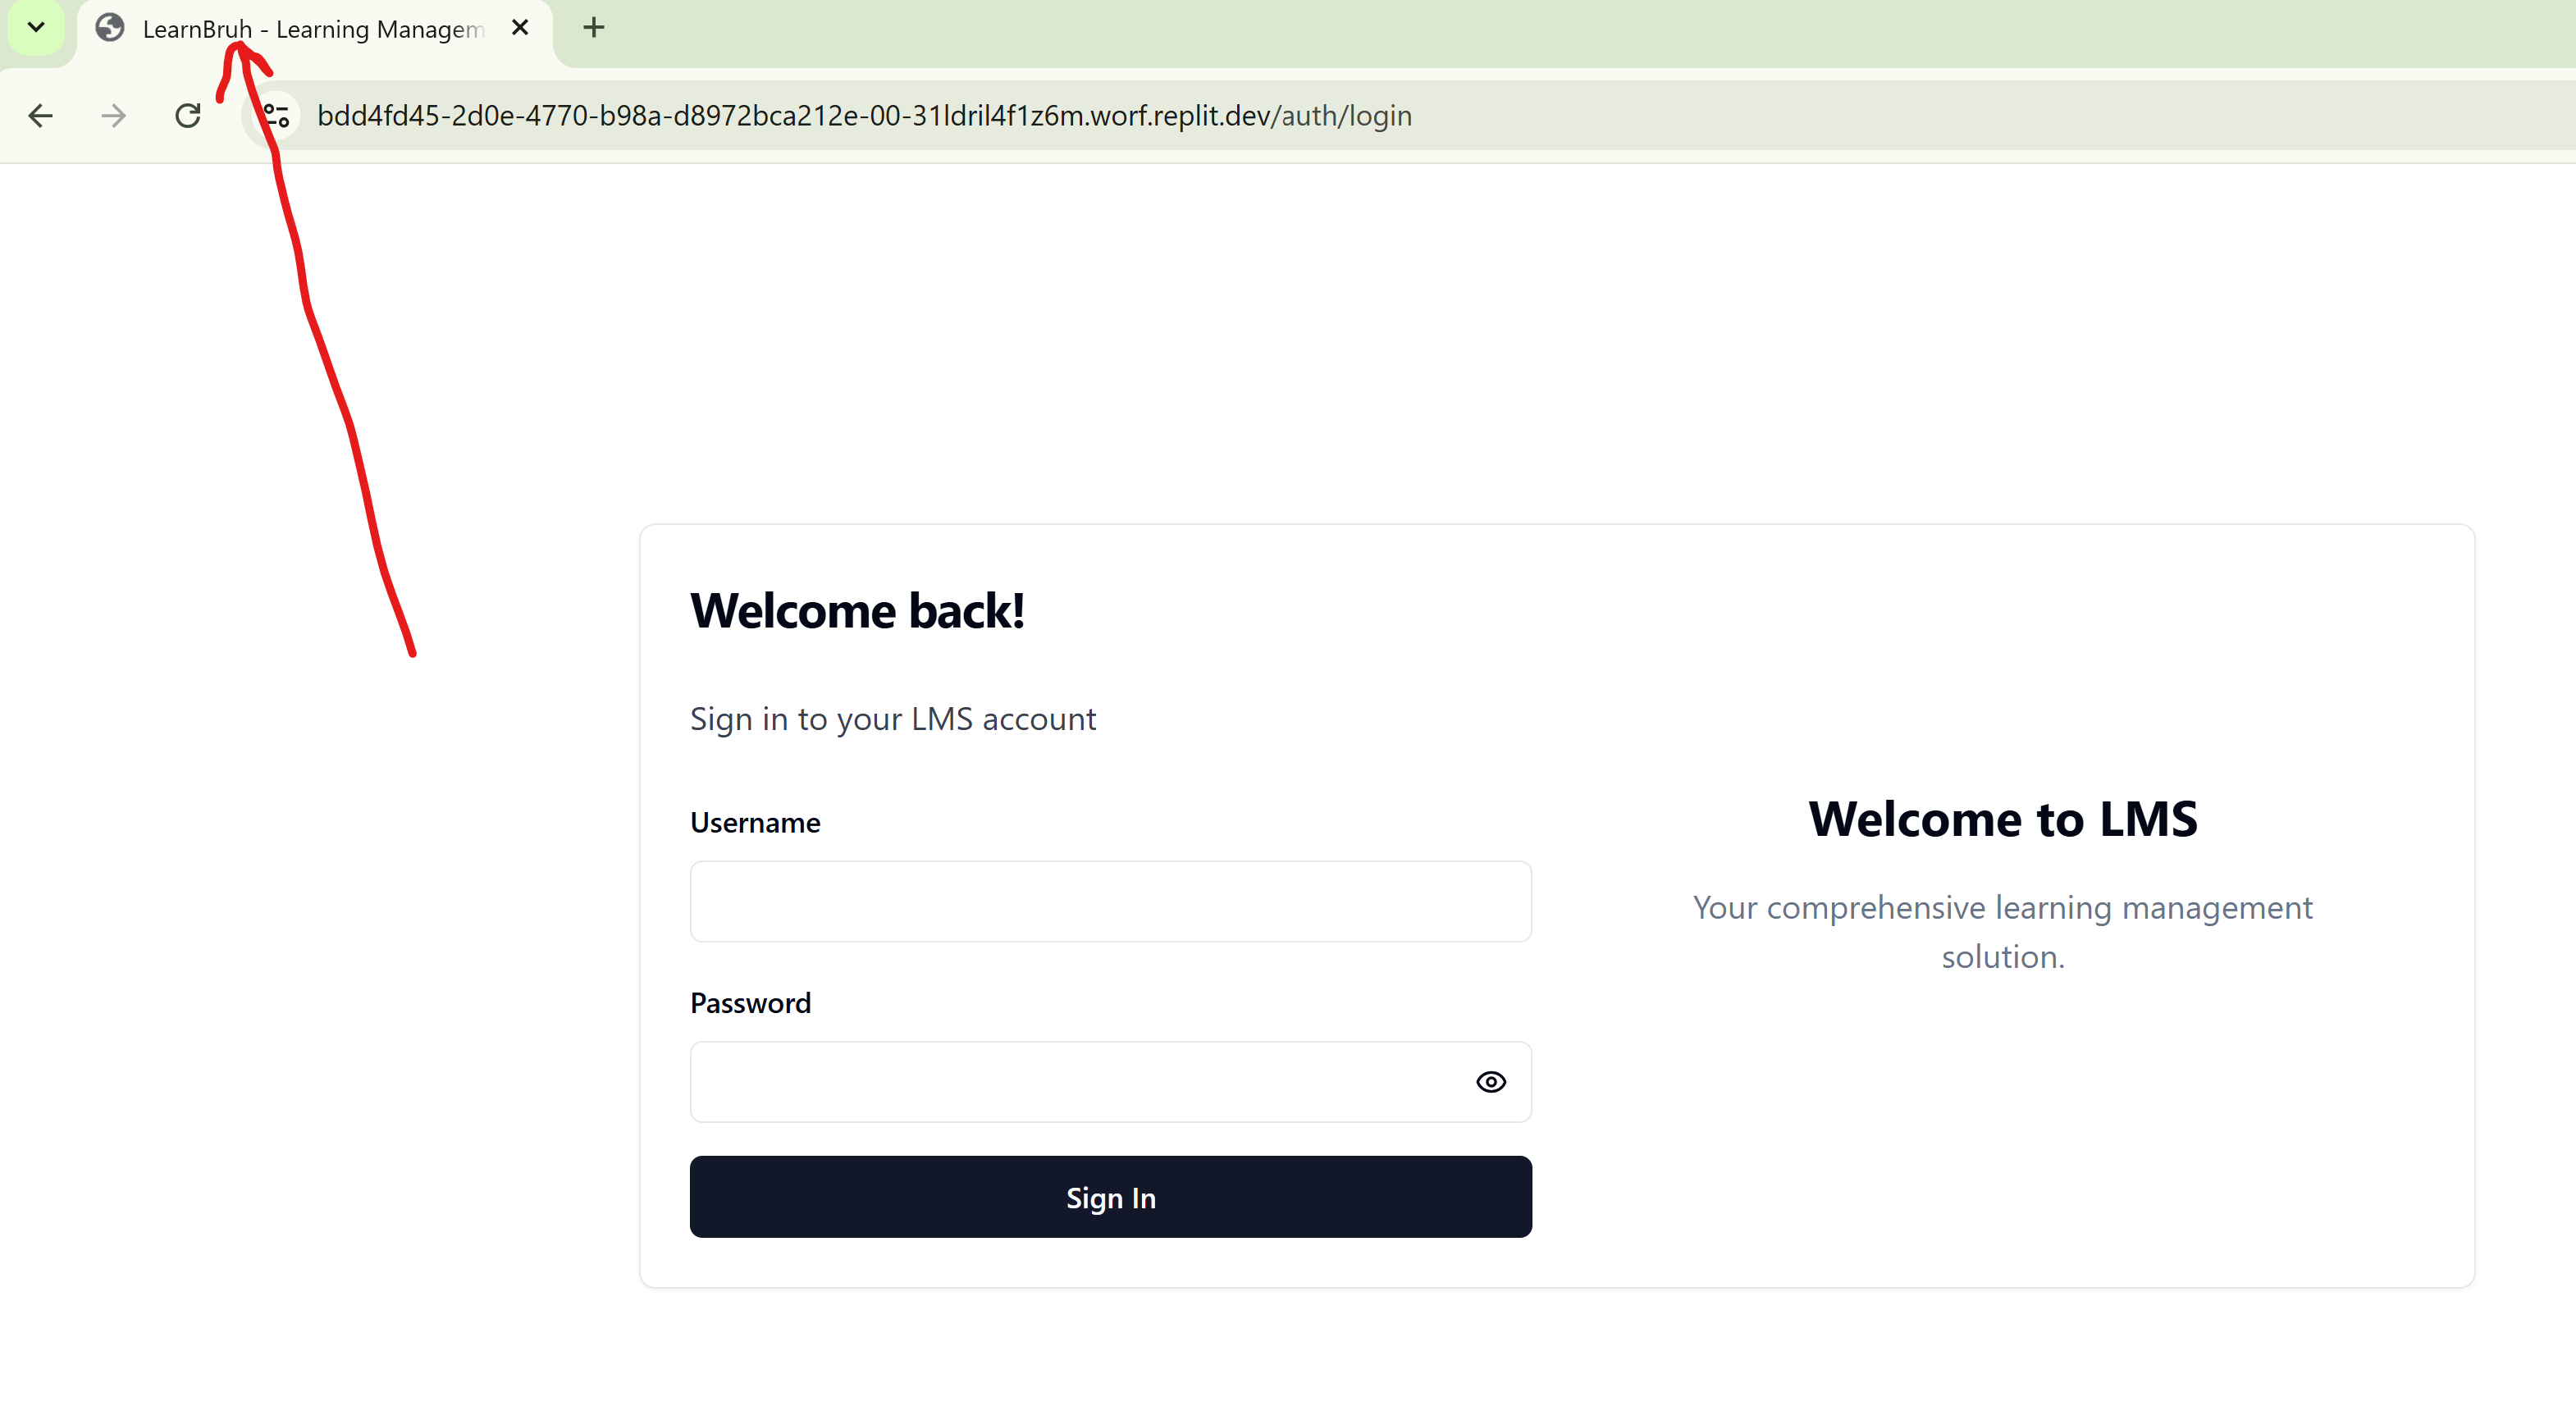 LearnBruh - Learning Managem
bdd4fd45-2d0e-4770-b98a-d8972bca212e-00-31ldril4f1z6m.worf.replit.dev/auth/login
Welcome back!
Sign in to your LMS account
Username
Password
Sign In
Welcome to LMS
Your comprehensive learning management
solution.